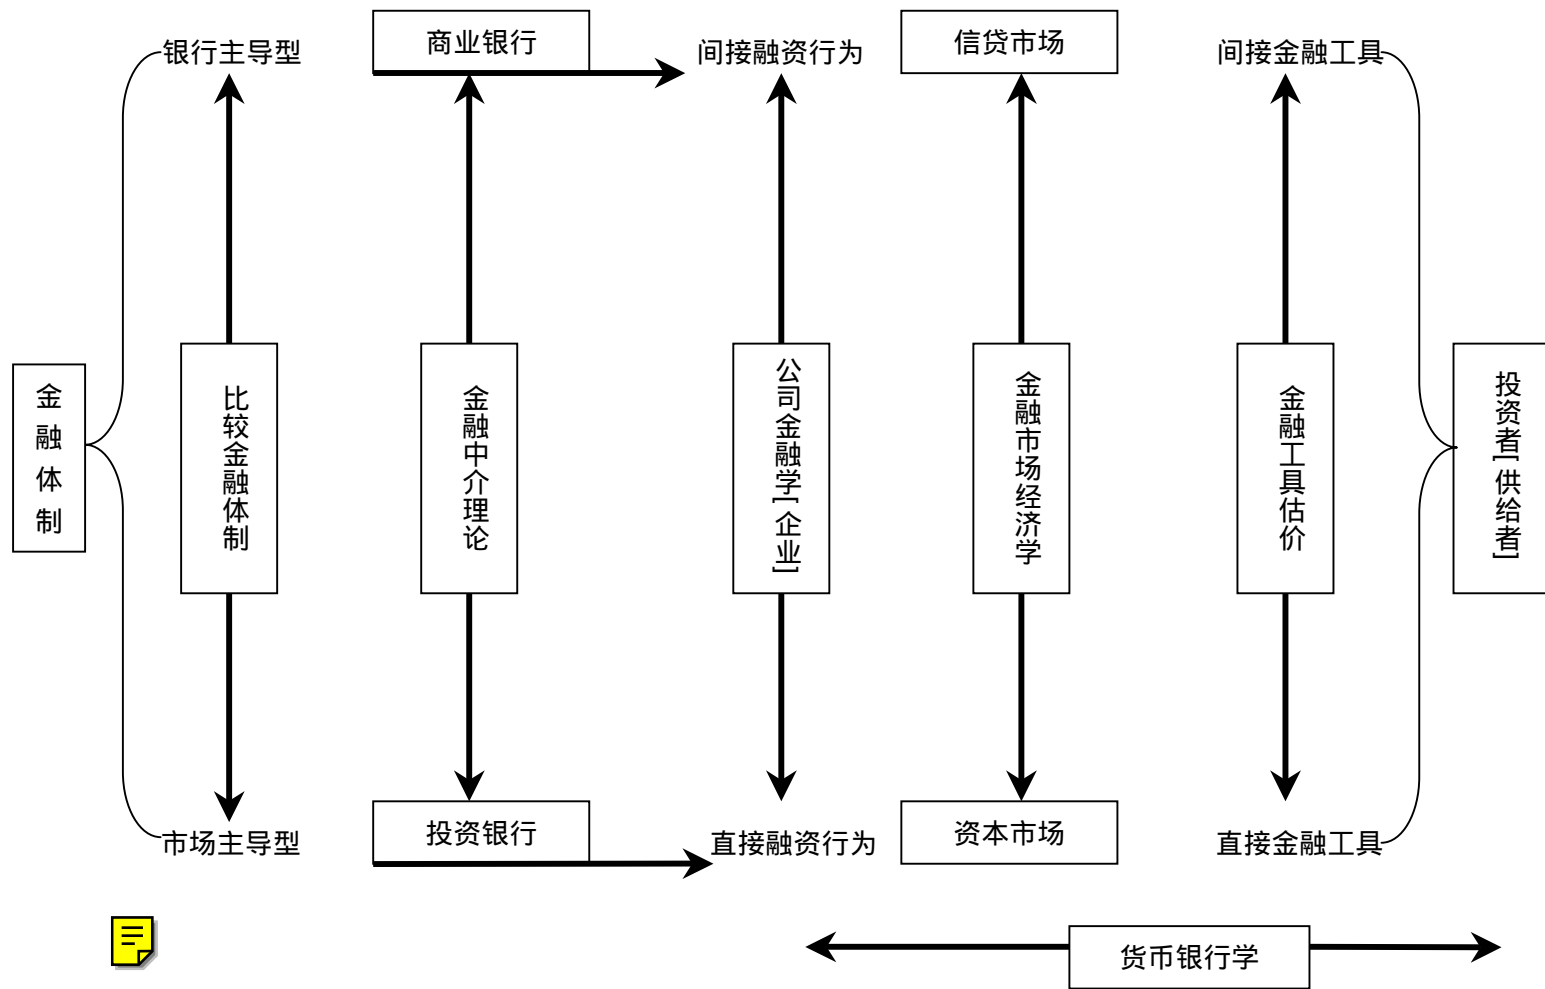 银行主导型
商业银行
间接融资行为
信贷市场
间接金融工具
金融体制
比较金融体制
金融中介理论
公司金融学[企业]
金融市场经济学
金融工具估价
投资者[供给者]
市场主导型
投资银行
直接融资行为
资本市场
直接金融工具
货币银行学